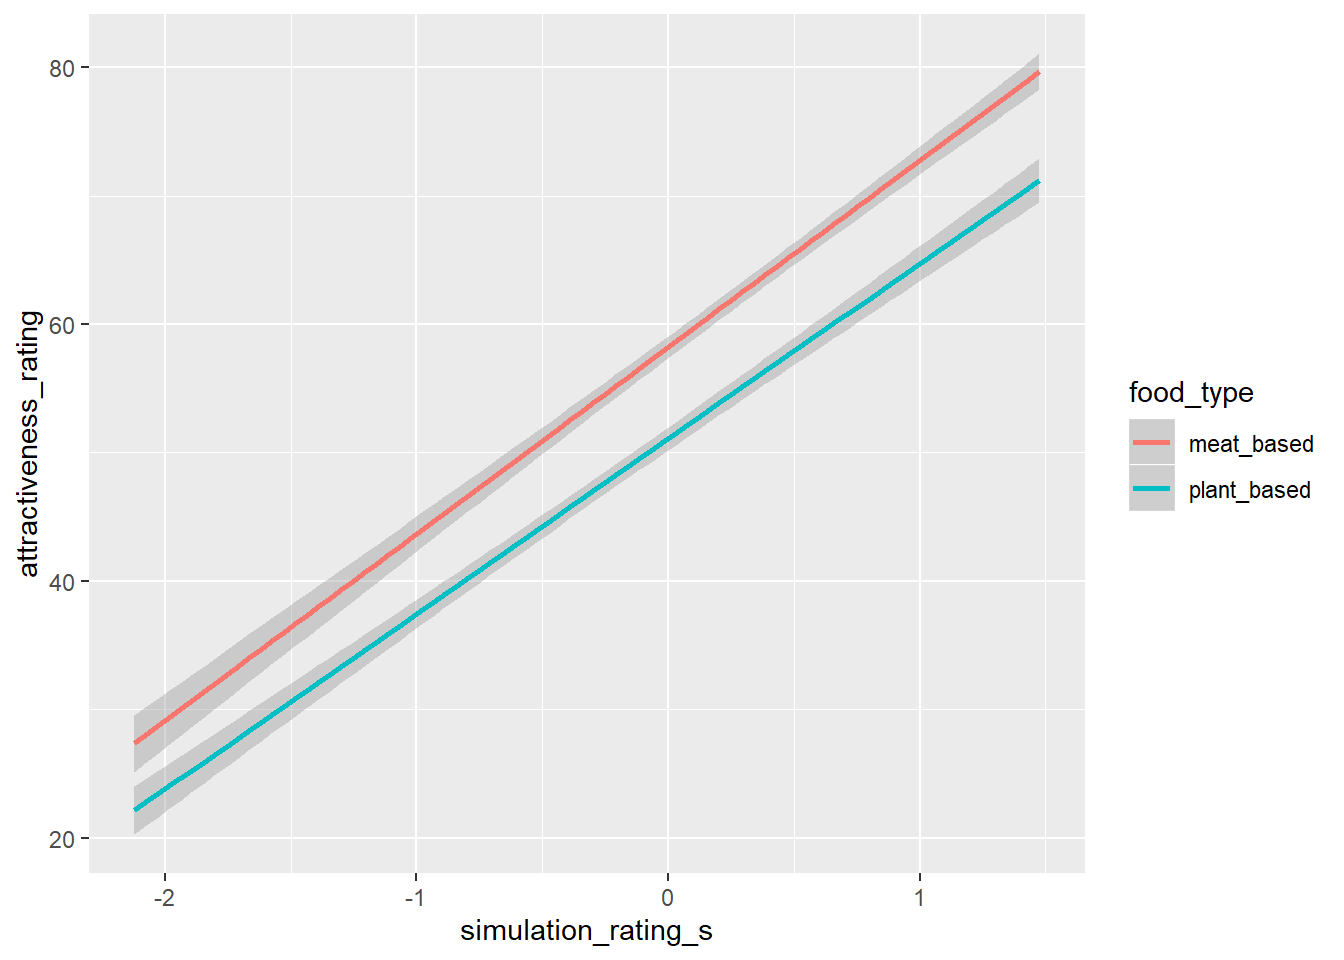 80
60
40
20
attractiveness_rating
-2
-1
0
1
simulation_rating_s
food_type
meat_based
plant_based